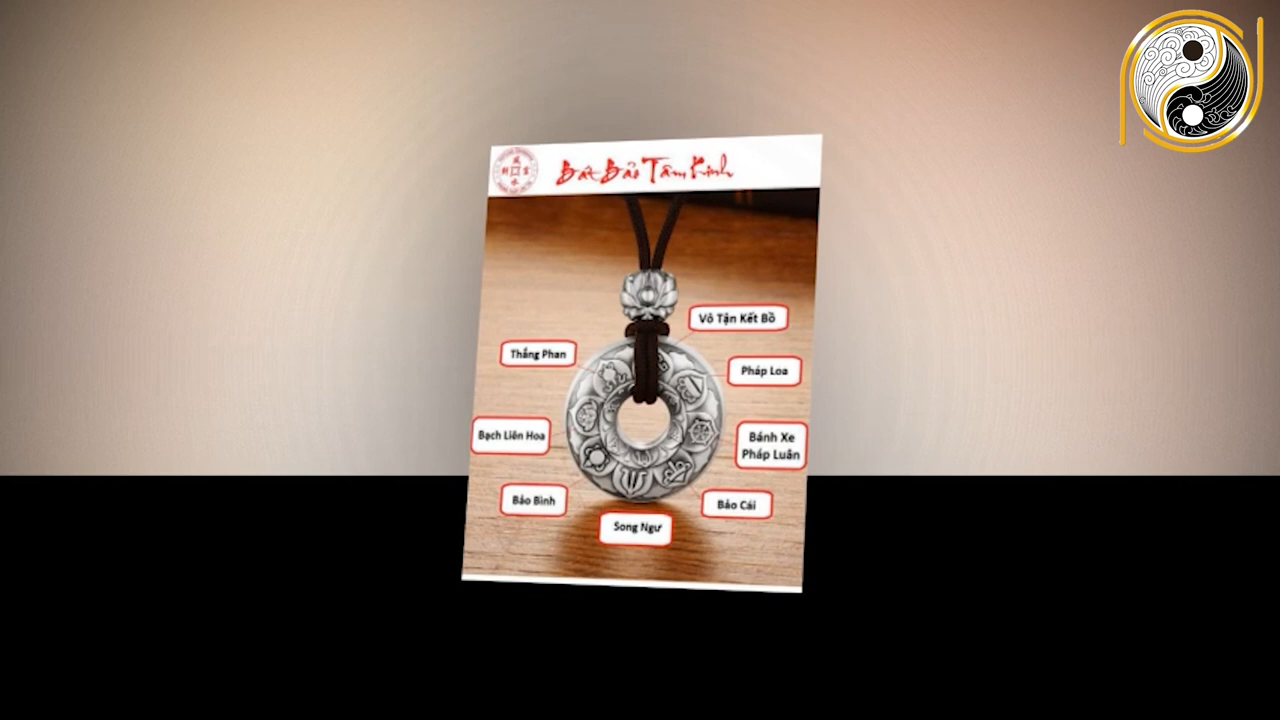 Bát Bảo Tâm Kinh
Vô Tận Kết Bồ
Thắng Phan
Pháp Loa
Bạch Liên Hoa
Bánh Xe
Pháp Luân
Bảo Bình
Bảo Cái
Song Ngư